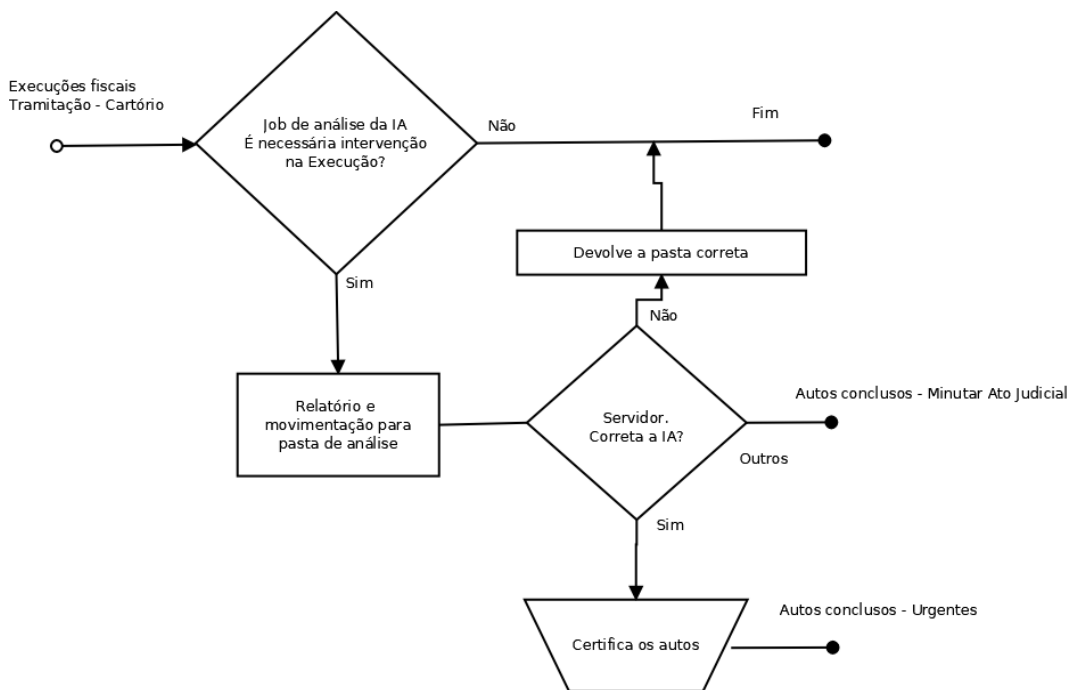 Execuções fiscais
Tramitação - Cartório
Job de análise da IA
É necessária intervenção
na Execução?
Não
Fim
Sim
Devolve a pasta correta
Não
Relatório e
movimentação para
pasta de análise
Servidor.
Correta a IA?
Autos conclusos - Minutar Ato Judicial
Outros
Sim
Certifica os autos
Autos conclusos - Urgentes